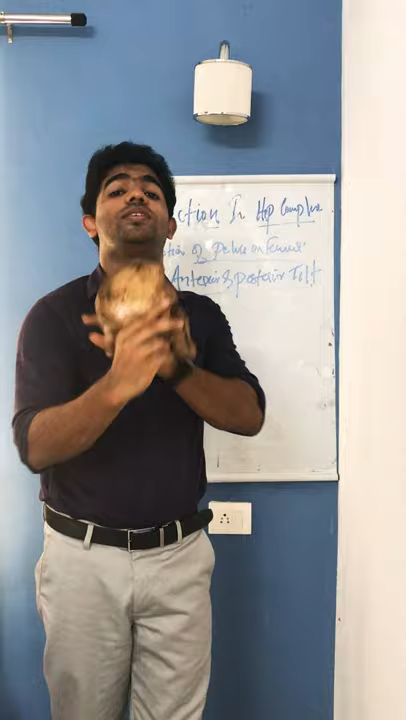 ction In Hip Complex
tion of Pelvis on Femur
Anterior & posterior Tilt